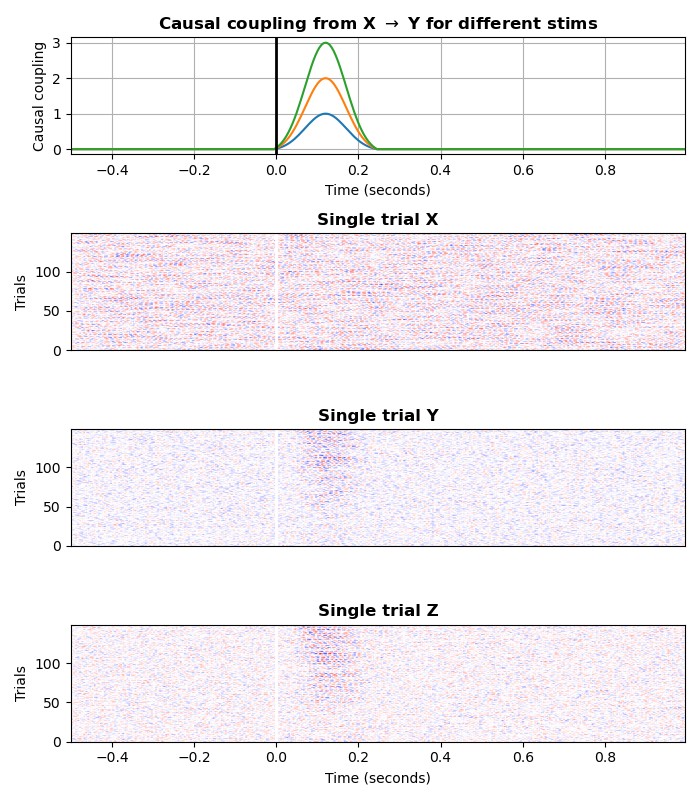 Causal coupling from X → Y for different stims
Causal coupling
3
2
1
0
−0.4 −0.2 0.0 0.2 0.4 0.6 0.8
Time (seconds)
Single trial X
Trials
100
50
0
Single trial Y
Trials
100
50
0
Single trial Z
Trials
100
50
0
−0.4 −0.2 0.0 0.2 0.4 0.6 0.8
Time (seconds)